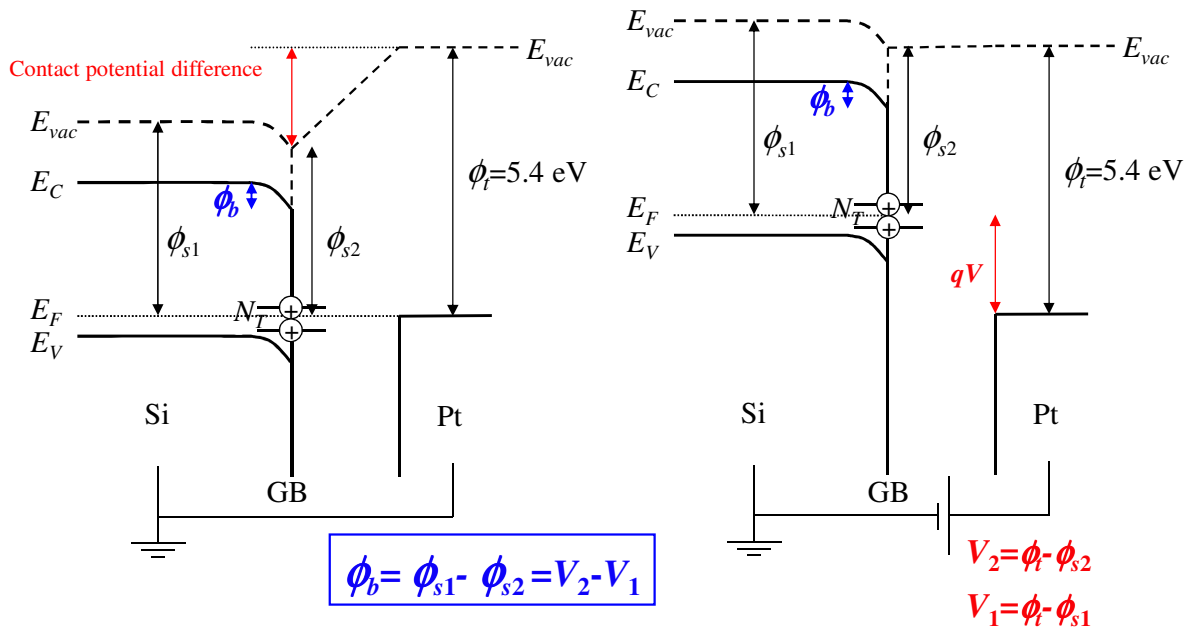 E_vac
Contact potential difference
E_vac
E_C
ϕ_b
ϕ_s1
ϕ_s2
ϕ_t=5.4 eV
E_F
N_T
+
+
E_V
Si
Pt
GB
E_vac
E_vac
E_C
ϕ_b
ϕ_s1
ϕ_s2
ϕ_t=5.4 eV
E_F
N_T
+
+
E_V
qV
Si
Pt
GB
ϕ_b= ϕ_s1- ϕ_s2 =V_2-V_1
V_2=ϕ_t-ϕ_s2
V_1=ϕ_t-ϕ_s1